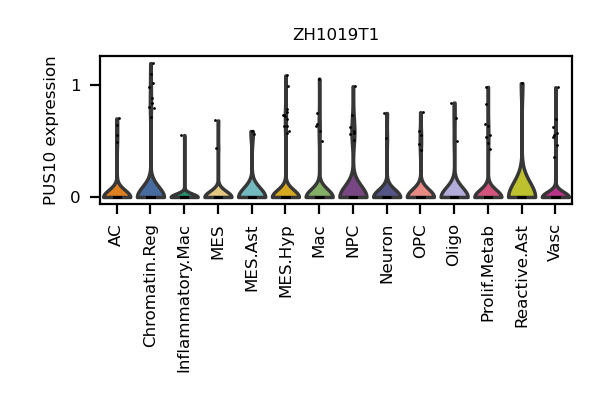 ZH1019T1
PUS10 expression
1
0
AC
Chromatin.Reg
Inflammatory.Mac
MES
MES.Ast
MES.Hyp
Mac
NPC
Neuron
OPC
Oligo
Prolif.Metab
Reactive.Ast
Vasc